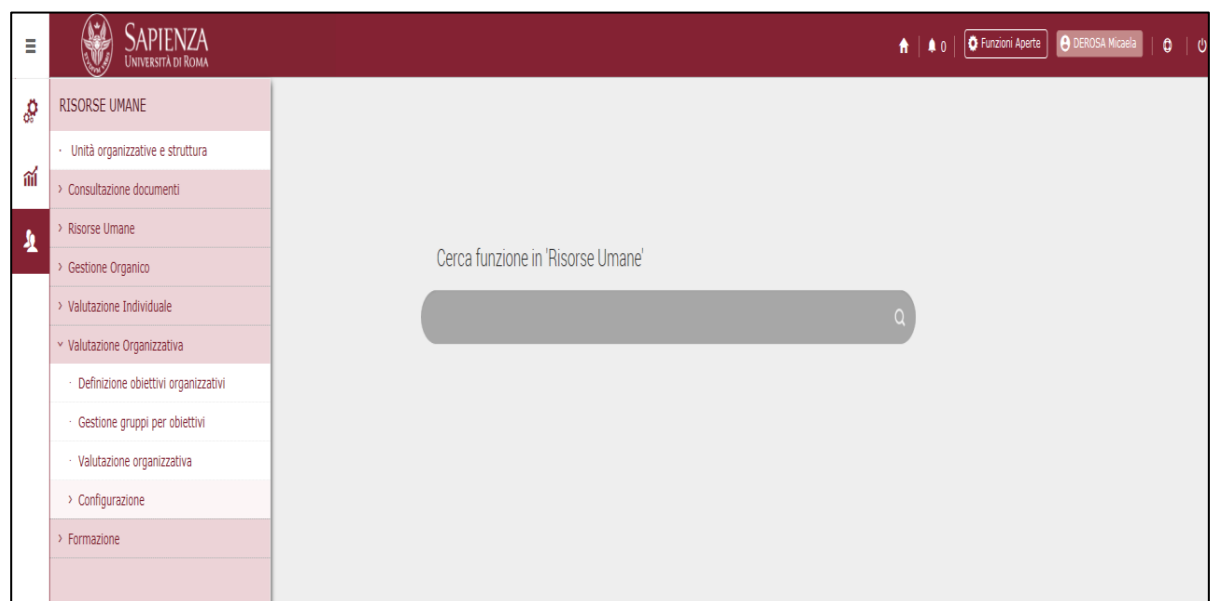 SAPIENZA
UNIVERSITÀ DI ROMA
0
Funzioni Aperte
DEROSA Micaela
RISORSE UMANE
Unità organizzative e struttura
Consultazione documenti
Risorse Umane
Gestione Organico
Valutazione Individuale
Valutazione Organizzativa
Definizione obiettivi organizzativi
Gestione gruppi per obiettivi
Valutazione organizzativa
Configurazione
Formazione
Cerca funzione in 'Risorse Umane'